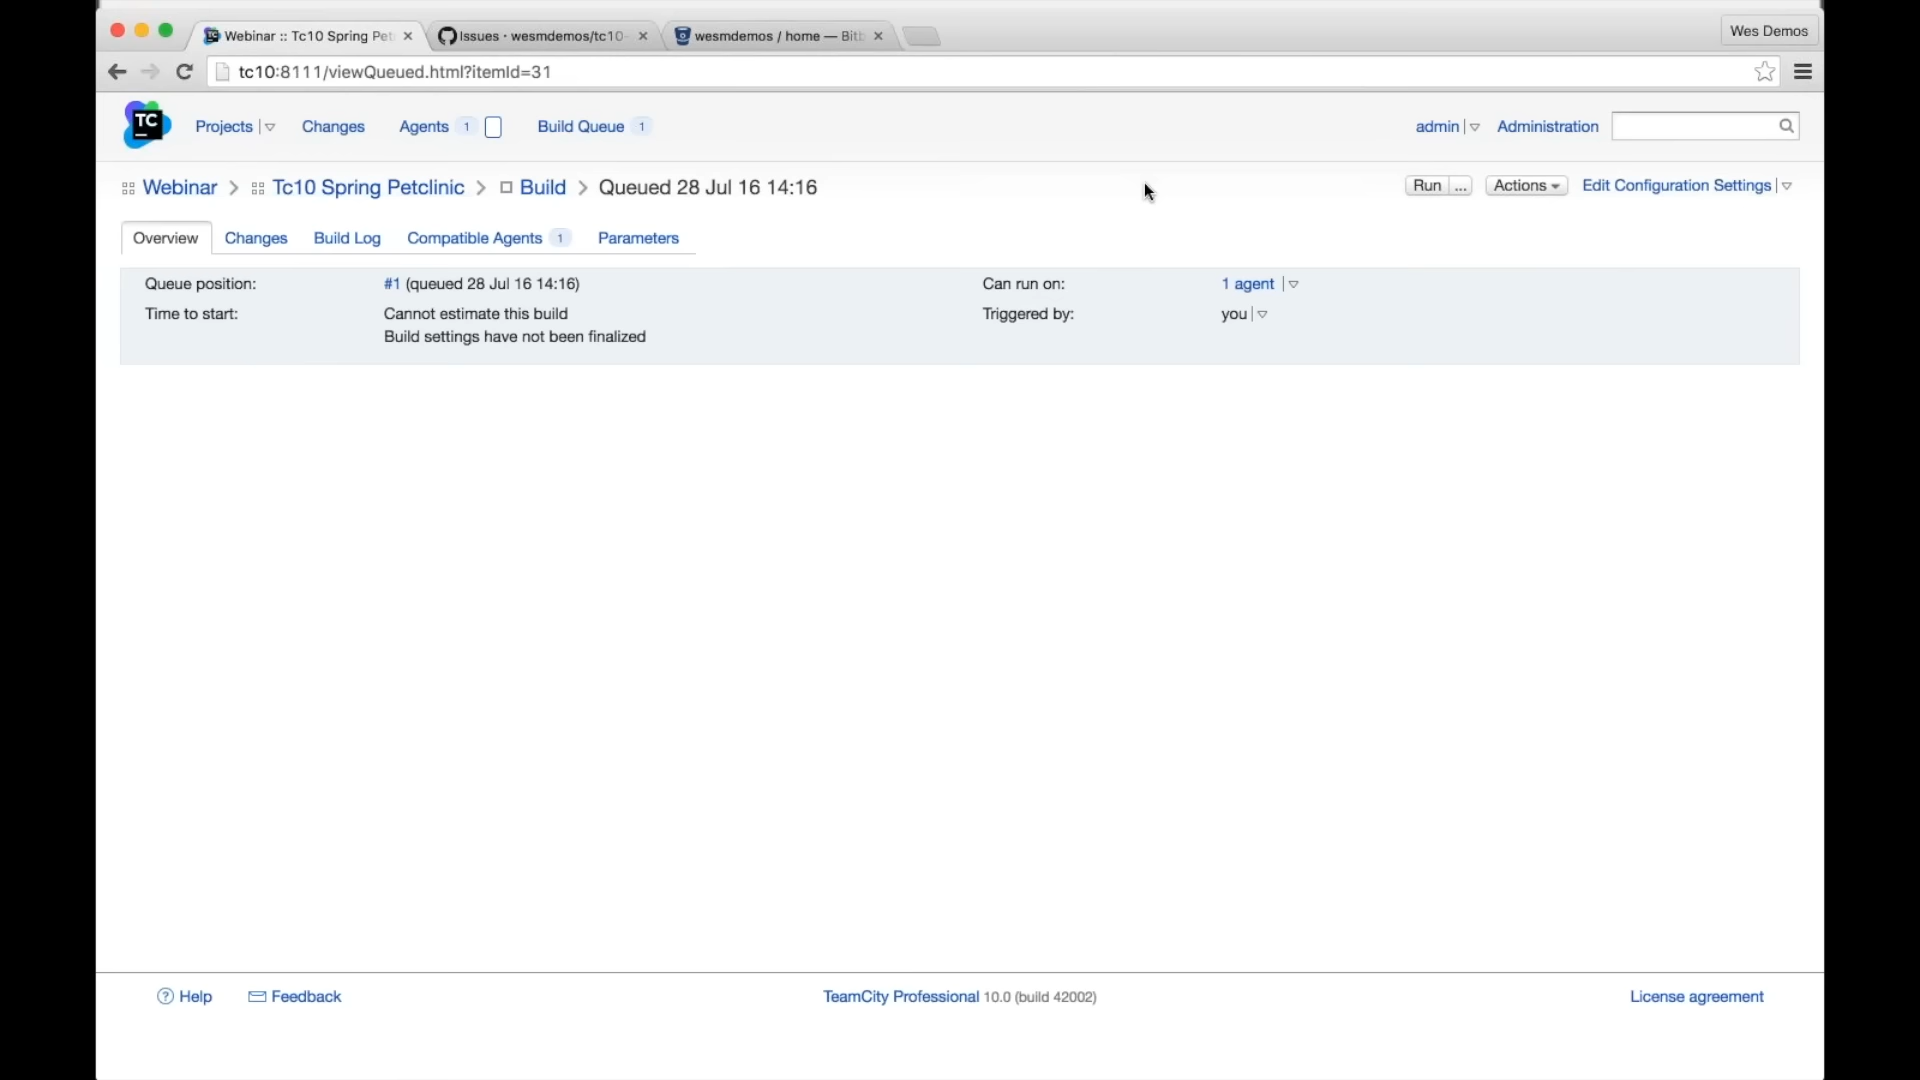 Webinar :: Tc10 Spring Pet
Issues · wesmdemos/tc10-
wesmdemos / home — Bitb
Wes Demos
tc10:8111/viewQueued.html?itemId=31
TC
Projects
Changes
Agents 1
Build Queue 1
admin
Administration
Webinar > Tc10 Spring Petclinic > Build > Queued 28 Jul 16 14:16
Run ...
Actions
Edit Configuration Settings
Overview
Changes
Build Log
Compatible Agents 1
Parameters
Queue position: #1 (queued 28 Jul 16 14:16)
Can run on: 1 agent
Time to start: Cannot estimate this build
Triggered by: you
Build settings have not been finalized
Help
Feedback
TeamCity Professional 10.0 (build 42002)
License agreement